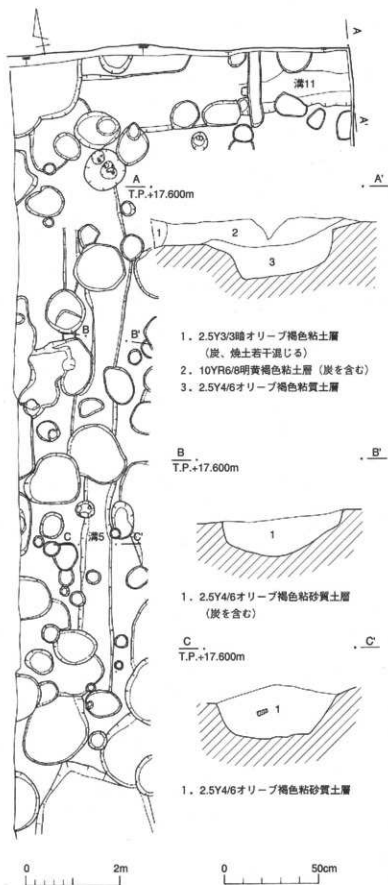 A
溝11
A'
A
T.P.+17.600m
A'
1
2
3
1. 2.5Y3/3暗オリーブ褐色粘土層
(炭、焼土若干混じる)
2. 10YR6/8明黄褐色粘土層(炭を含む)
3. 2.5Y4/6オリーブ褐色粘質土層
B
B'
B
T.P.+17.600m
B'
1
1. 2.5Y4/6オリーブ褐色粘砂質土層
(炭を含む)
C
溝5
C'
C
T.P.+17.600m
C'
1
1. 2.5Y4/6オリーブ褐色粘砂質土層
0
2m
0
50cm